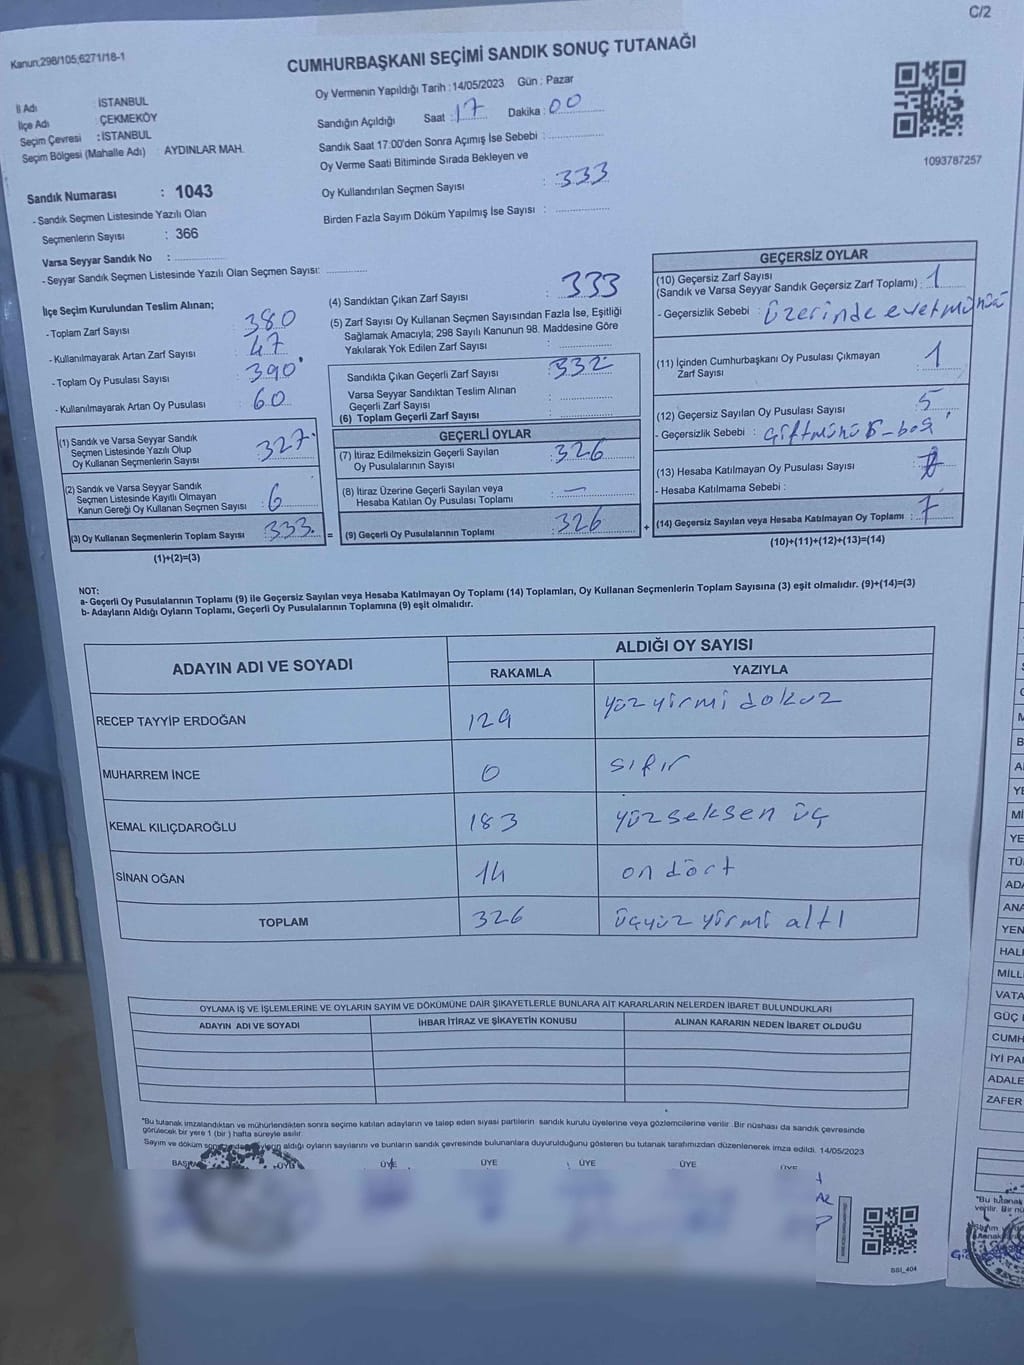 C/2
Kanun;298/105;6271/18-1
CUMHURBAŞKANI SEÇİMİ SANDIK SONUÇ TUTANAĞI
İl Adı : İSTANBUL
İlçe Adı : ÇEKMEKÖY
Seçim Çevresi : İSTANBUL
Seçim Bölgesi (Mahalle Adı) : AYDINLAR MAH.
Sandık Numarası : 1043
- Sandık Seçmen Listesinde Yazılı Olan
Seçmenlerin Sayısı : 366
Varsa Seyyar Sandık No :
- Seyyar Sandık Seçmen Listesinde Yazılı Olan Seçmen Sayısı:
Oy Vermenin Yapıldığı Tarih : 14/05/2023 Gün : Pazar
Sandığın Açıldığı Saat : 17 Dakika : 00
Sandık Saat 17:00'den Sonra Açımış İse Sebebi :
Oy Verme Saati Bitiminde Sırada Bekleyen ve
Oy Kullandırılan Seçmen Sayısı : 333
Birden Fazla Sayım Döküm Yapılmış İse Sayısı :
1093787257
İlçe Seçim Kurulundan Teslim Alınan;
- Toplam Zarf Sayısı : 380
- Kullanılmayarak Artan Zarf Sayısı : 47
- Toplam Oy Pusulası Sayısı : 390
- Kullanılmayarak Artan Oy Pusulası : 60
(1) Sandık ve Varsa Seyyar Sandık
Seçmen Listesinde Yazılı Olup
Oy Kullanan Seçmenlerin Sayısı : 327
(2) Sandık ve Varsa Seyyar Sandık
Seçmen Listesinde Kayıtlı Olmayan
Kanun Gereği Oy Kullanan Seçmen Sayısı : 6
(3) Oy Kullanan Seçmenlerin Toplam Sayısı : 333
(1)+(2)=(3)
(4) Sandıktan Çıkan Zarf Sayısı : 333
(5) Zarf Sayısı Oy Kullanan Seçmen Sayısından Fazla İse, Eşitliği
Sağlamak Amacıyla; 298 Sayılı Kanunun 98. Maddesine Göre
Yakılarak Yok Edilen Zarf Sayısı :
Sandıkta Çıkan Geçerli Zarf Sayısı : 332
Varsa Seyyar Sandıktan Teslim Alınan
Geçerli Zarf Sayısı :
(6) Toplam Geçerli Zarf Sayısı :
GEÇERLİ OYLAR
(7) İtiraz Edilmeksizin Geçerli Sayılan
Oy Pusulalarının Sayısı : 326
(8) İtiraz Üzerine Geçerli Sayılan veya
Hesaba Katılan Oy Pusulası Toplamı : —
= (9) Geçerli Oy Pusulalarının Toplamı : 326 +
GEÇERSİZ OYLAR
(10) Geçersiz Zarf Sayısı
(Sandık ve Varsa Seyyar Sandık Geçersiz Zarf Toplamı) : 1
- Geçersizlik Sebebi : üzerinde evet mührü
(11) İçinden Cumhurbaşkanı Oy Pusulası Çıkmayan
Zarf Sayısı : 1
(12) Geçersiz Sayılan Oy Pusulası Sayısı : 5
- Geçersizlik Sebebi :
(13) Hesaba Katılmayan Oy Pusulası Sayısı :
- Hesaba Katılmama Sebebi :
(14) Geçersiz Sayılan veya Hesaba Katılmayan Oy Toplamı : 7
(10)+(11)+(12)+(13)=(14)
NOT:
a- Geçerli Oy Pusulalarının Toplamı (9) ile Geçersiz Sayılan veya Hesaba Katılmayan Oy Toplamı (14) Toplamları, Oy Kullanan Seçmenlerin Toplam Sayısına (3) eşit olmalıdır. (9)+(14)=(3)
b- Adayların Aldığı Oyların Toplamı, Geçerli Oy Pusulalarının Toplamına (9) eşit olmalıdır.
ADAYIN ADI VE SOYADI ALDIĞI OY SAYISI
RAKAMLA YAZIYLA
RECEP TAYYİP ERDOĞAN 129 yüz yirmi dokuz
MUHARREM İNCE 0 sıfır
KEMAL KILIÇDAROĞLU 183 yüz seksen üç
SİNAN OĞAN 14 on dört
TOPLAM 326 üçyüz yirmi altı
OYLAMA İŞ VE İŞLEMLERİNE VE OYLARIN SAYIM VE DÖKÜMÜNE DAİR ŞİKAYETLERLE BUNLARA AİT KARARLARIN NELERDEN İBARET BULUNDUKLARI
ADAYIN ADI VE SOYADI İHBAR İTİRAZ VE ŞİKAYETİN KONUSU ALINAN KARARIN NEDEN İBARET OLDUĞU
"Bu tutanak imzalandıktan ve mühürlendikten sonra seçime katılan adayların ve talep eden siyasi partilerin sandık kurulu üyelerine veya gözlemcilerine verilir. Bir nüshası da sandık çevresinde
görülecek bir yere 1 (bir) hafta süreyle asılır.
Sayım ve döküm aldığı oyların sayılarını ve bunların sandık çevresinde bulunanlara duyurulduğunu gösteren bu tutanak tarafımızdan düzenlenerek imza edildi. 14/05/2023
ÜYE ÜYE ÜYE ÜYE ÜYE ÜYE
BSI_404
YEN
HAL
MİLL
VATA
GÜÇ
CUMH
İYİ PA
ADALE
ZAFER
"Bu tutanak
verilir. Bir nü